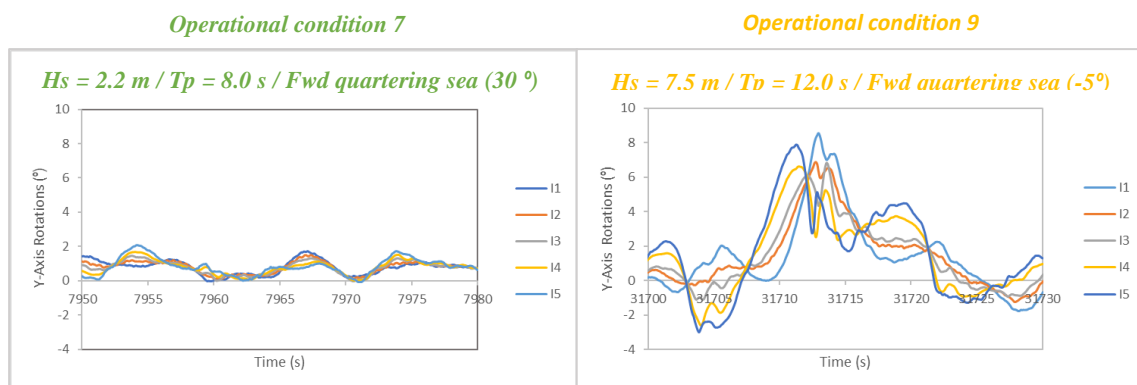 Operational condition 7
Hs = 2.2 m / Tp = 8.0 s / Fwd quartering sea (30 º)
Y-Axis Rotations (º)
10
8
6
4
2
0
-2
-4
7950
7955
7960
7965
7970
7975
7980
Time (s)
I1
I2
I3
I4
I5
Operational condition 9
Hs = 7.5 m / Tp = 12.0 s / Fwd quartering sea (-5º)
Y-Axis Rotations (º)
10
8
6
4
2
0
-2
-4
31700
31705
31710
31715
31720
31725
31730
Time (s)
I1
I2
I3
I4
I5